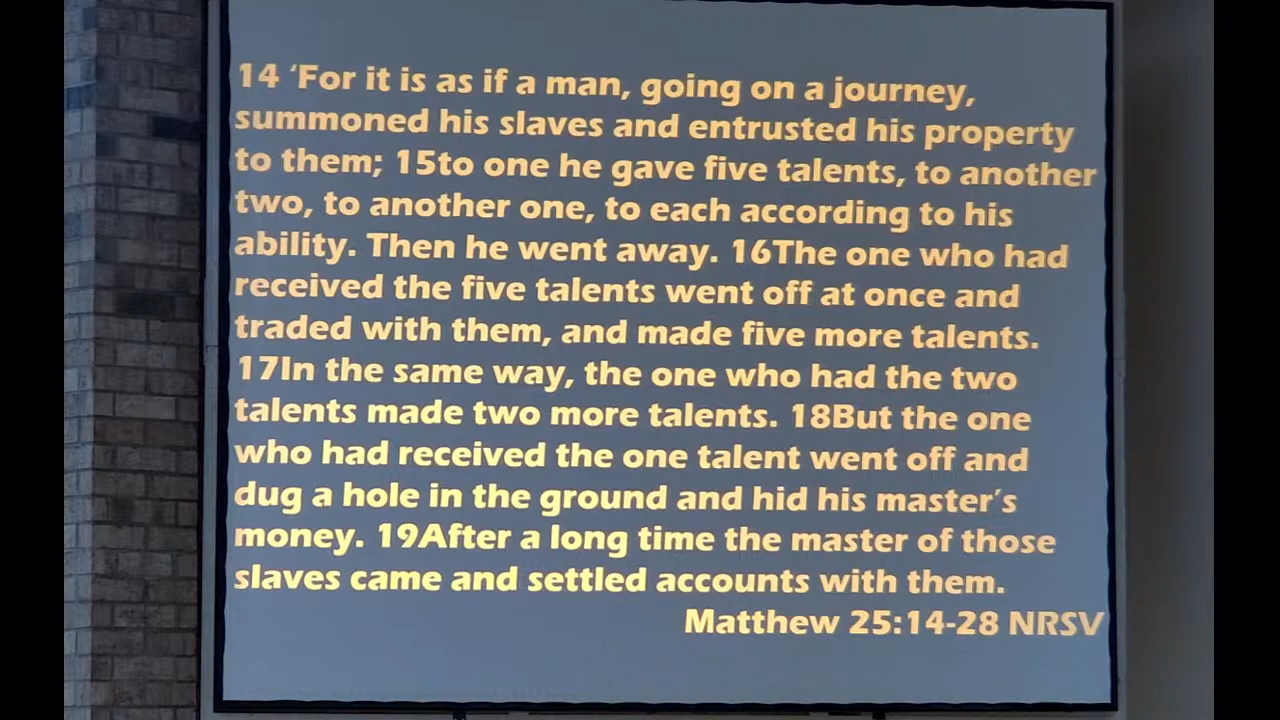 14 ‘For it is as if a man, going on a journey,
summoned his slaves and entrusted his property
to them; 15to one he gave five talents, to another
two, to another one, to each according to his
ability. Then he went away. 16The one who had
received the five talents went off at once and
traded with them, and made five more talents.
17In the same way, the one who had the two
talents made two more talents. 18But the one
who had received the one talent went off and
dug a hole in the ground and hid his master’s
money. 19After a long time the master of those
slaves came and settled accounts with them.
Matthew 25:14-28 NRSV